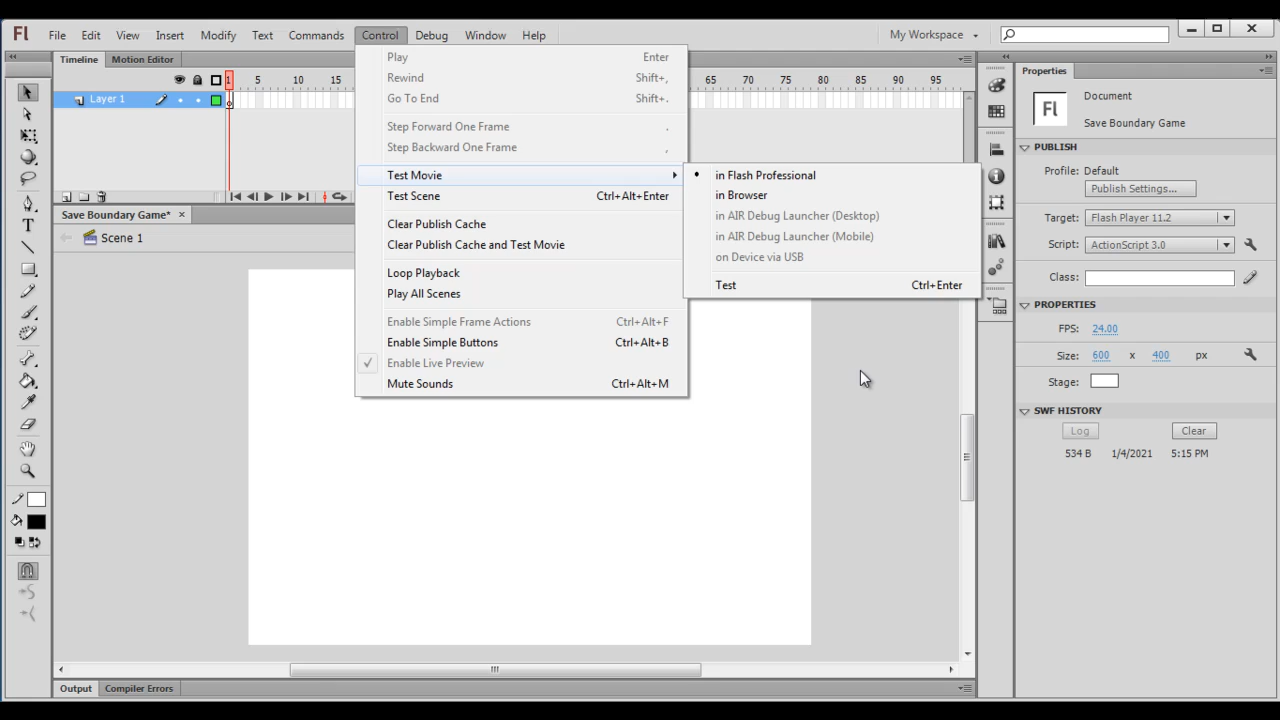 Fl File Edit View Insert Modify Text Commands Control Debug Window Help My Workspace
Timeline Motion Editor
1 5 10 15 65 70 75 80 85 90 95
Layer 1
Play Enter
Rewind Shift+,
Go To End Shift+.
Step Forward One Frame .
Step Backward One Frame ,
Test Movie
Test Scene Ctrl+Alt+Enter
Clear Publish Cache
Clear Publish Cache and Test Movie
Loop Playback
Play All Scenes
Enable Simple Frame Actions Ctrl+Alt+F
Enable Simple Buttons Ctrl+Alt+B
Enable Live Preview
Mute Sounds Ctrl+Alt+M
in Flash Professional
in Browser
in AIR Debug Launcher (Desktop)
in AIR Debug Launcher (Mobile)
on Device via USB
Test Ctrl+Enter
Save Boundary Game*
Scene 1
Properties
Fl
Document
Save Boundary Game
PUBLISH
Profile: Default
Publish Settings...
Target: Flash Player 11.2
Script: ActionScript 3.0
Class:
PROPERTIES
FPS: 24.00
Size: 600 x 400 px
Stage:
SWF HISTORY
Log Clear
534 B 1/4/2021 5:15 PM
Output Compiler Errors